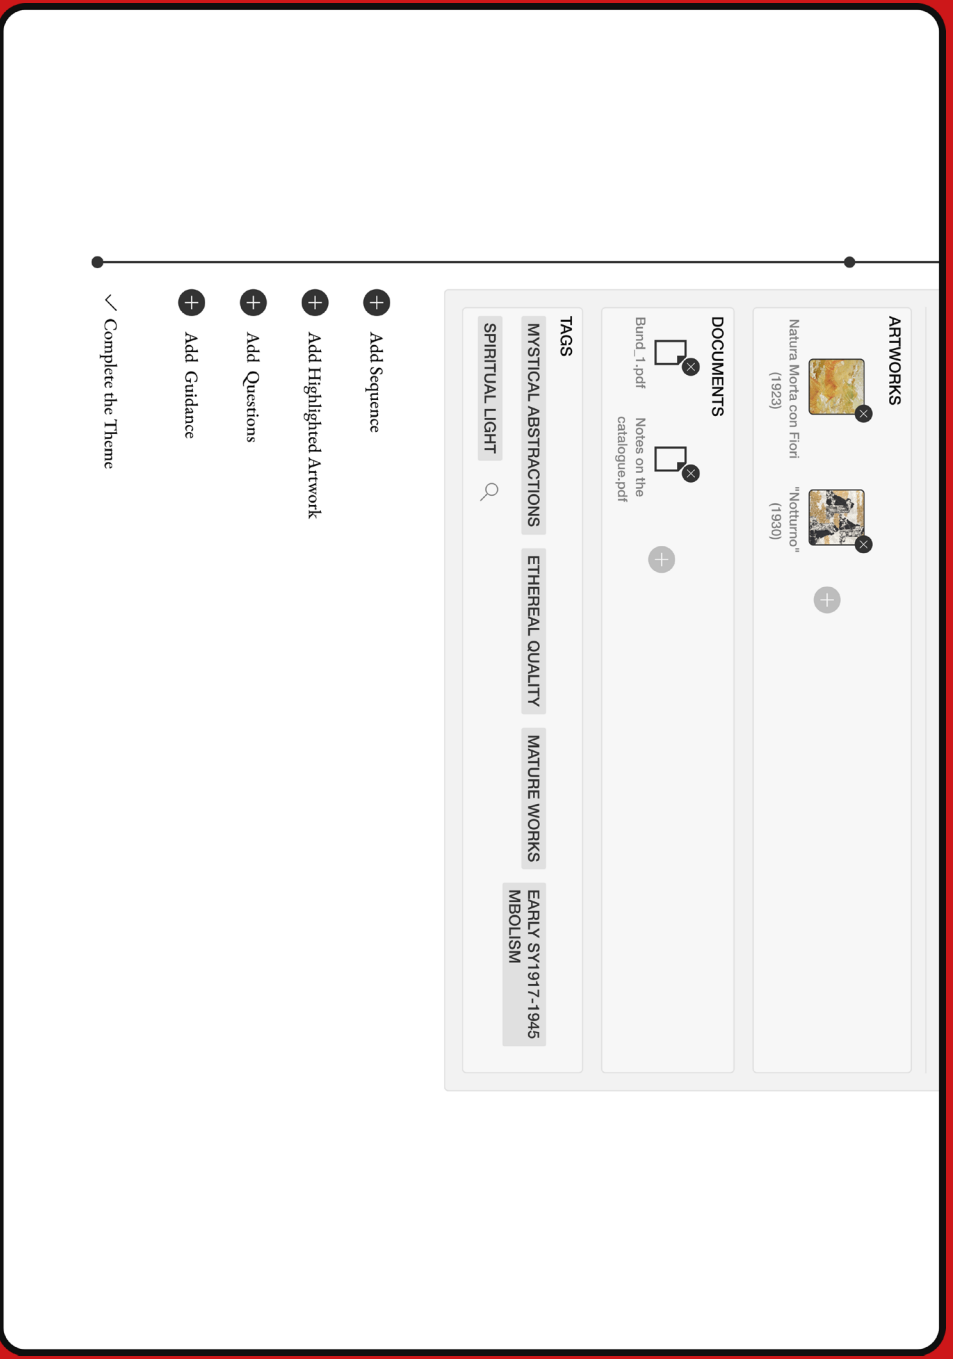 ARTWORKS
Natura Morta con Fiori
(1923)
"Notturno"
(1930)
DOCUMENTS
Bund_1.pdf
Notes on the
catalogue.pdf
TAGS
MYSTICAL ABSTRACTIONS
ETHEREAL QUALITY
MATURE WORKS
EARLY SY1917-1945
MBOLISM
SPIRITUAL LIGHT
Add Sequence
Add Highlighted Artwork
Add Questions
Add Guidance
Complete the Theme